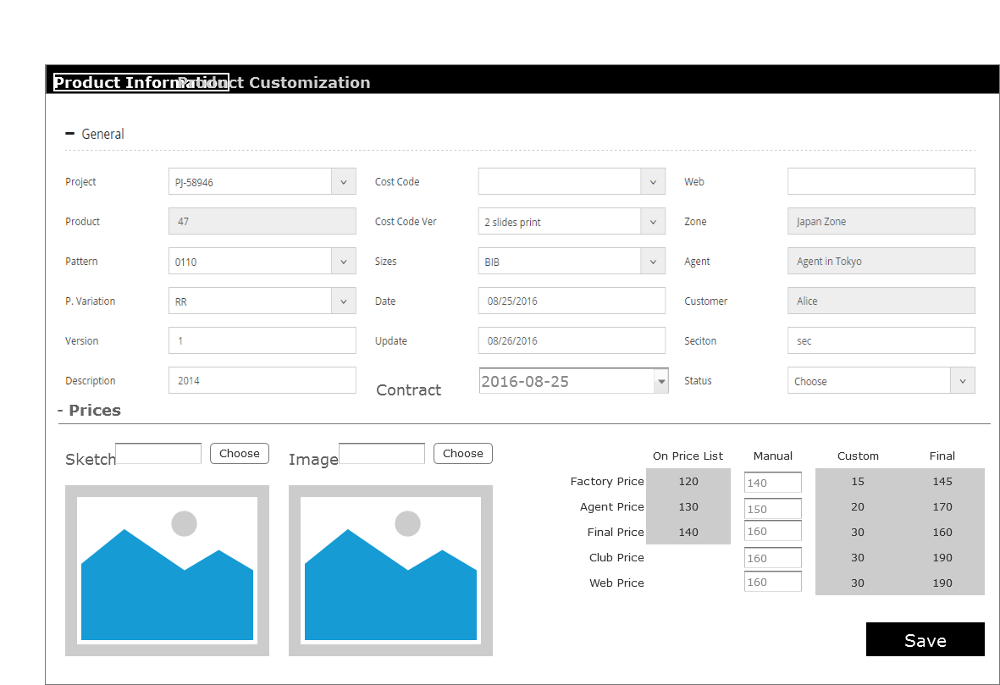 Product Information Product Customization
General
Project PJ-58946 Cost Code Web
Product 47 Cost Code Ver 2 slides print Zone Japan Zone
Pattern 0110 Sizes BIB Agent Agent in Tokyo
P. Variation RR Date 08/25/2016 Customer Alice
Version 1 Update 08/26/2016 Seciton sec
Description 2014 Contract 2016-08-25 Status Choose
- Prices
Sketch Choose Image Choose
On Price List Manual Custom Final
Factory Price 120 140 15 145
Agent Price 130 150 20 170
Final Price 140 160 30 160
Club Price 160 30 190
Web Price 160 30 190
Save